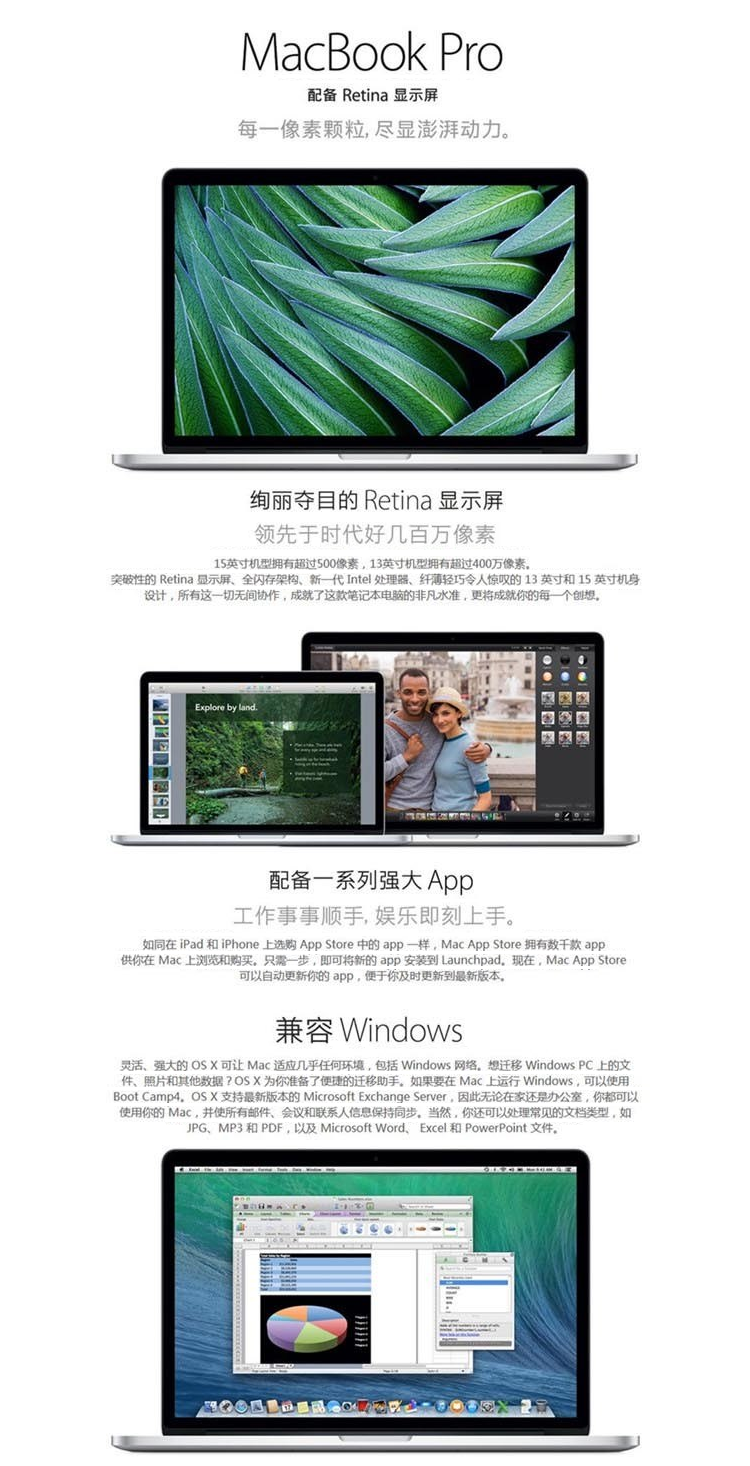 MacBook Pro
配备 Retina 显示屏
每一像素颗粒, 尽显澎湃动力。
绚丽夺目的 Retina 显示屏
领先于时代好几百万像素
15英寸机型拥有超过500像素，13英寸机型拥有超过400万像素。
突破性的 Retina 显示屏、全闪存架构、新一代 Intel 处理器、纤薄轻巧令人惊叹的 13 英寸和 15 英寸机身
设计，所有这一切无间协作，成就了这款笔记本电脑的非凡水准，更将成就你的每一个创想。
Explore by land.
配备一系列强大 App
工作事事顺手, 娱乐即刻上手。
如同在 iPad 和 iPhone 上选购 App Store 中的 app 一样，Mac App Store 拥有数千款 app
供你在 Mac 上浏览和购买。只需一步，即可将新的 app 安装到 Launchpad。现在，Mac App Store
可以自动更新你的 app，便于你及时更新到最新版本。
兼容 Windows
灵活、强大的 OS X 可让 Mac 适应几乎任何环境，包括 Windows 网络。想迁移 Windows PC 上的文
件、照片和其他数据？OS X 为你准备了便捷的迁移助手。如果要在 Mac 上运行 Windows，可以使用
Boot Camp4。OS X 支持最新版本的 Microsoft Exchange Server，因此无论在家还是办公室，你都可以
使用你的 Mac，并使所有邮件、会议和联系人信息保持同步。当然，你还可以处理常见的文档类型，如
JPG、MP3 和 PDF，以及 Microsoft Word、 Excel 和 PowerPoint 文件。
Excel File Edit View Insert Format Tools Data Window Help